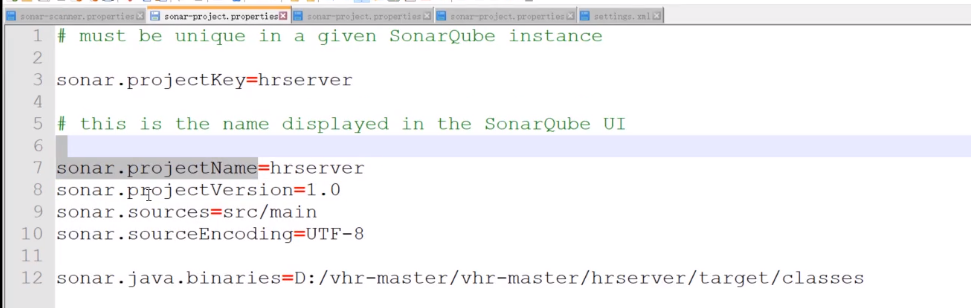 sonar-scanner.properties sonar-project.properties sonar-project.properties sonar-project.properties settings.xml
1 # must be unique in a given SonarQube instance
2
3 sonar.projectKey=hrserver
4
5 # this is the name displayed in the SonarQube UI
6
7 sonar.projectName=hrserver
8 sonar.projectVersion=1.0
9 sonar.sources=src/main
10 sonar.sourceEncoding=UTF-8
11
12 sonar.java.binaries=D:/vhr-master/vhr-master/hrserver/target/classes